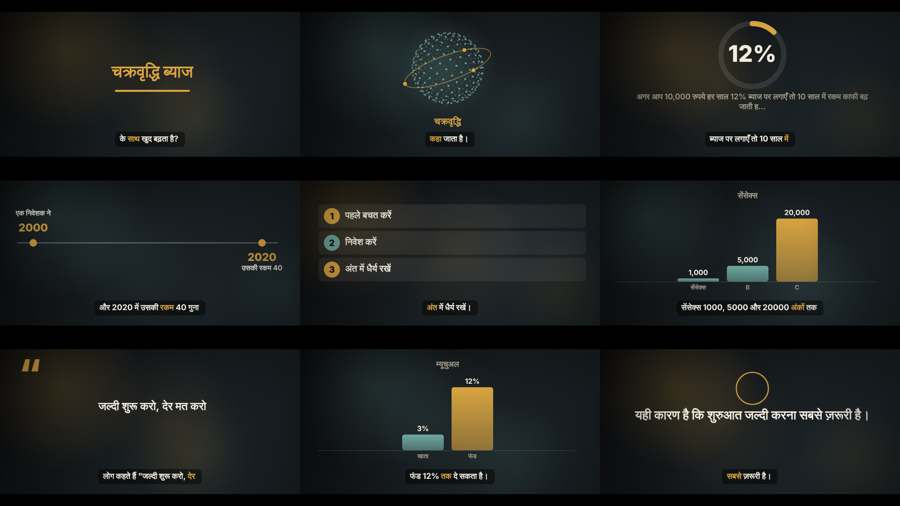 चक्रवृद्धि ब्याज
के साथ खुद बढ़ता है?
चक्रवृद्धि
कहा जाता है।
12%
अगर आप 10,000 रुपये हर साल 12% ब्याज पर लगाएँ तो 10 साल में रकम काफी बढ़
जाती ह...
ब्याज पर लगाएँ तो 10 साल में
एक निवेशक ने
2000
2020
उसकी रकम 40
और 2020 में उसकी रकम 40 गुना
1 पहले बचत करें
2 निवेश करें
3 अंत में धैर्य रखें
अंत में धैर्य रखें।
सेंसेक्स
20,000
5,000
1,000
सेंसेक्स B C
सेंसेक्स 1000, 5000 और 20000 अंकों तक
"
जल्दी शुरू करो, देर मत करो
लोग कहते हैं "जल्दी शुरू करो, देर
म्यूचुअल
12%
3%
खाता फंड
फंड 12% तक दे सकता है।
यही कारण है कि शुरुआत जल्दी करना सबसे ज़रूरी है।
सबसे ज़रूरी है।